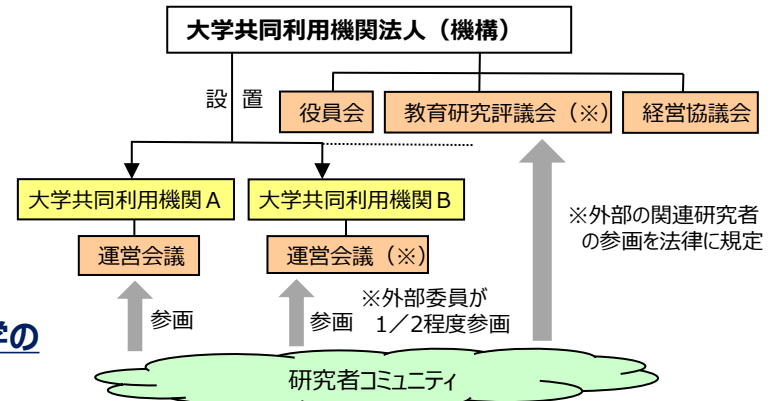 大学共同利用機関法人（機構）
設 置
役員会
教育研究評議会（※）
経営協議会
大学共同利用機関Ａ
大学共同利用機関Ｂ
運営会議
運営会議（※）
※外部の関連研究者
の参画を法律に規定
参画
参画
※外部委員が
１／２程度参画
学の
研究者コミュニティ